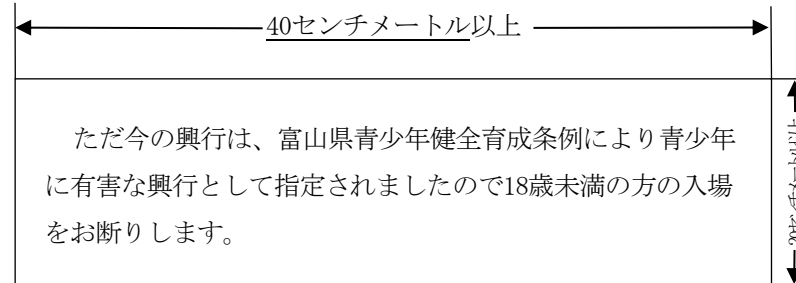 40センチメートル以上
ただ今の興行は、富山県青少年健全育成条例により青少年
に有害な興行として指定されましたので18歳未満の方の入場
をお断りします。